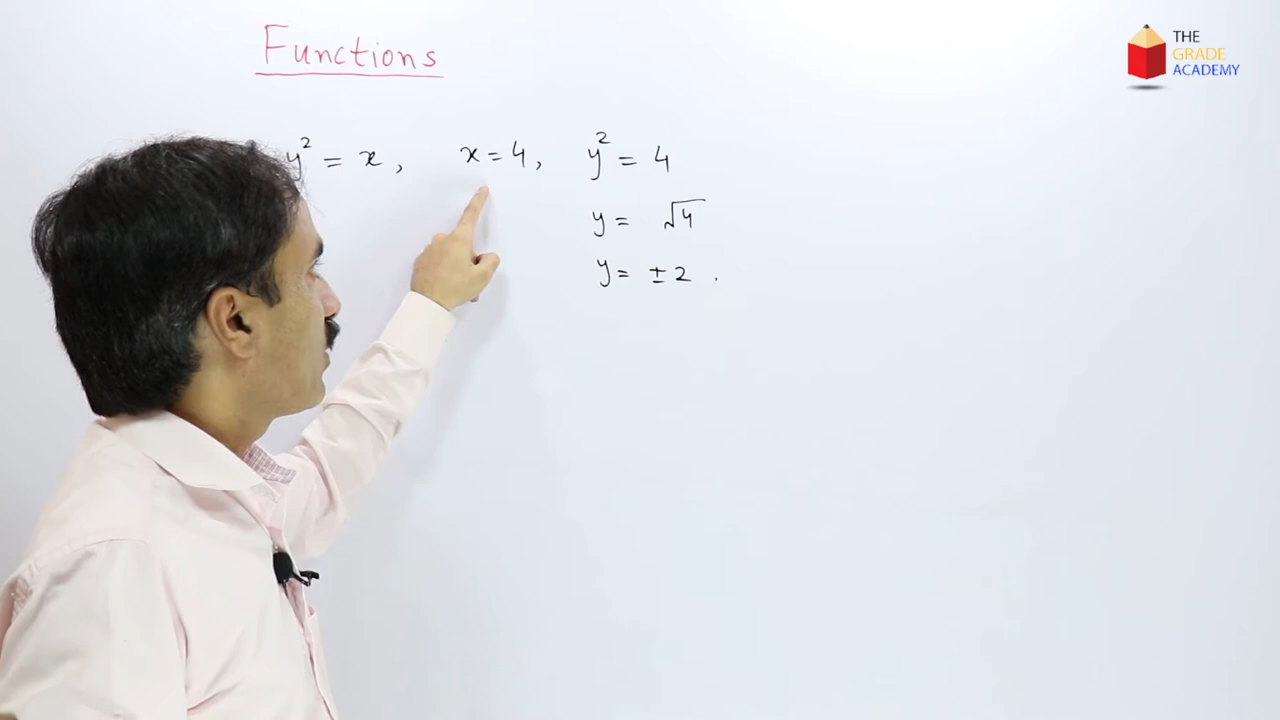 Functions
THE
GRADE
ACADEMY
y² = x, x = 4, y² = 4
y = √4
y = ± 2 .